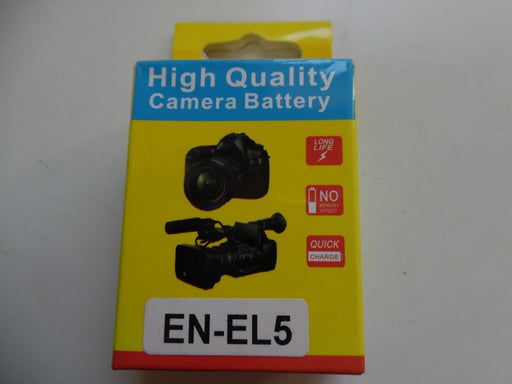 High Quality
Camera Battery
LONG
LIFE
NO
MEMORY
EFFECT
QUICK
CHARGE
EN-EL5